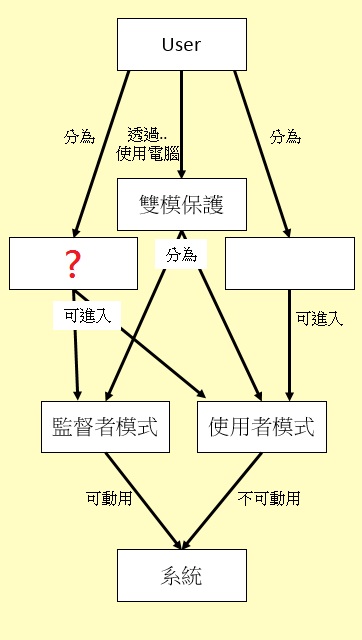 User
分為
透過..
使用電腦
分為
雙模保護
?
分為
可進入
可進入
監督者模式
使用者模式
可動用
不可動用
系統